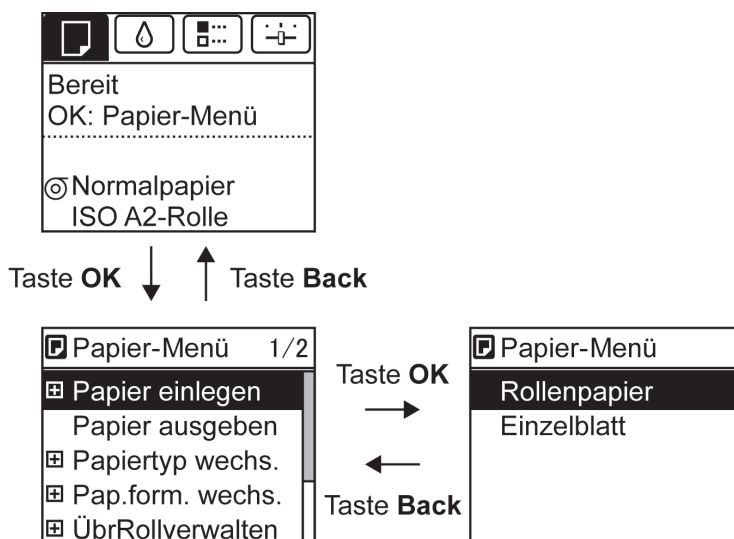 Bereit
OK: Papier-Menü
Normalpapier
ISO A2-Rolle
Taste OK
Taste Back
Papier-Menü 1/2
Papier einlegen
Papier ausgeben
Papiertyp wechs.
Pap.form. wechs.
ÜbrRollverwalten
Taste OK
Taste Back
Papier-Menü
Rollenpapier
Einzelblatt